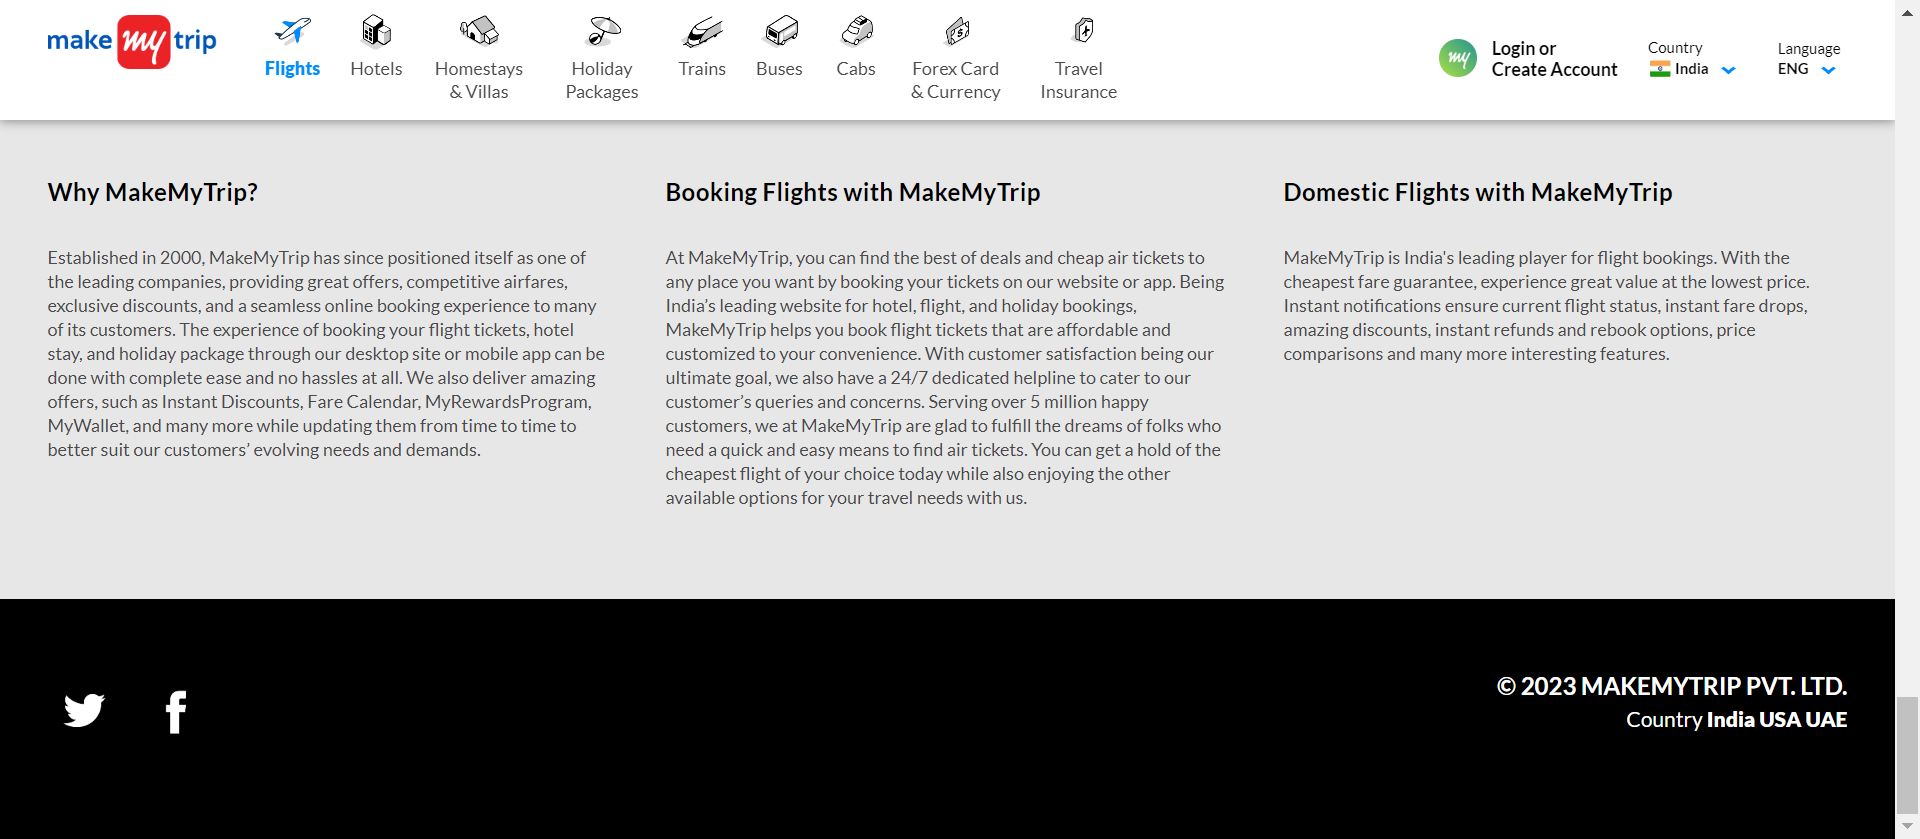 make my trip
Flights
Hotels
Homestays
& Villas
Holiday
Packages
Trains
Buses
Cabs
Forex Card
& Currency
Travel
Insurance
my
Login or
Create Account
Country
India
Language
ENG
Why MakeMyTrip?
Established in 2000, MakeMyTrip has since positioned itself as one of
the leading companies, providing great offers, competitive airfares,
exclusive discounts, and a seamless online booking experience to many
of its customers. The experience of booking your flight tickets, hotel
stay, and holiday package through our desktop site or mobile app can be
done with complete ease and no hassles at all. We also deliver amazing
offers, such as Instant Discounts, Fare Calendar, MyRewardsProgram,
MyWallet, and many more while updating them from time to time to
better suit our customers’ evolving needs and demands.
Booking Flights with MakeMyTrip
At MakeMyTrip, you can find the best of deals and cheap air tickets to
any place you want by booking your tickets on our website or app. Being
India’s leading website for hotel, flight, and holiday bookings,
MakeMyTrip helps you book flight tickets that are affordable and
customized to your convenience. With customer satisfaction being our
ultimate goal, we also have a 24/7 dedicated helpline to cater to our
customer’s queries and concerns. Serving over 5 million happy
customers, we at MakeMyTrip are glad to fulfill the dreams of folks who
need a quick and easy means to find air tickets. You can get a hold of the
cheapest flight of your choice today while also enjoying the other
available options for your travel needs with us.
Domestic Flights with MakeMyTrip
MakeMyTrip is India's leading player for flight bookings. With the
cheapest fare guarantee, experience great value at the lowest price.
Instant notifications ensure current flight status, instant fare drops,
amazing discounts, instant refunds and rebook options, price
comparisons and many more interesting features.
© 2023 MAKEMYTRIP PVT. LTD.
Country India USA UAE